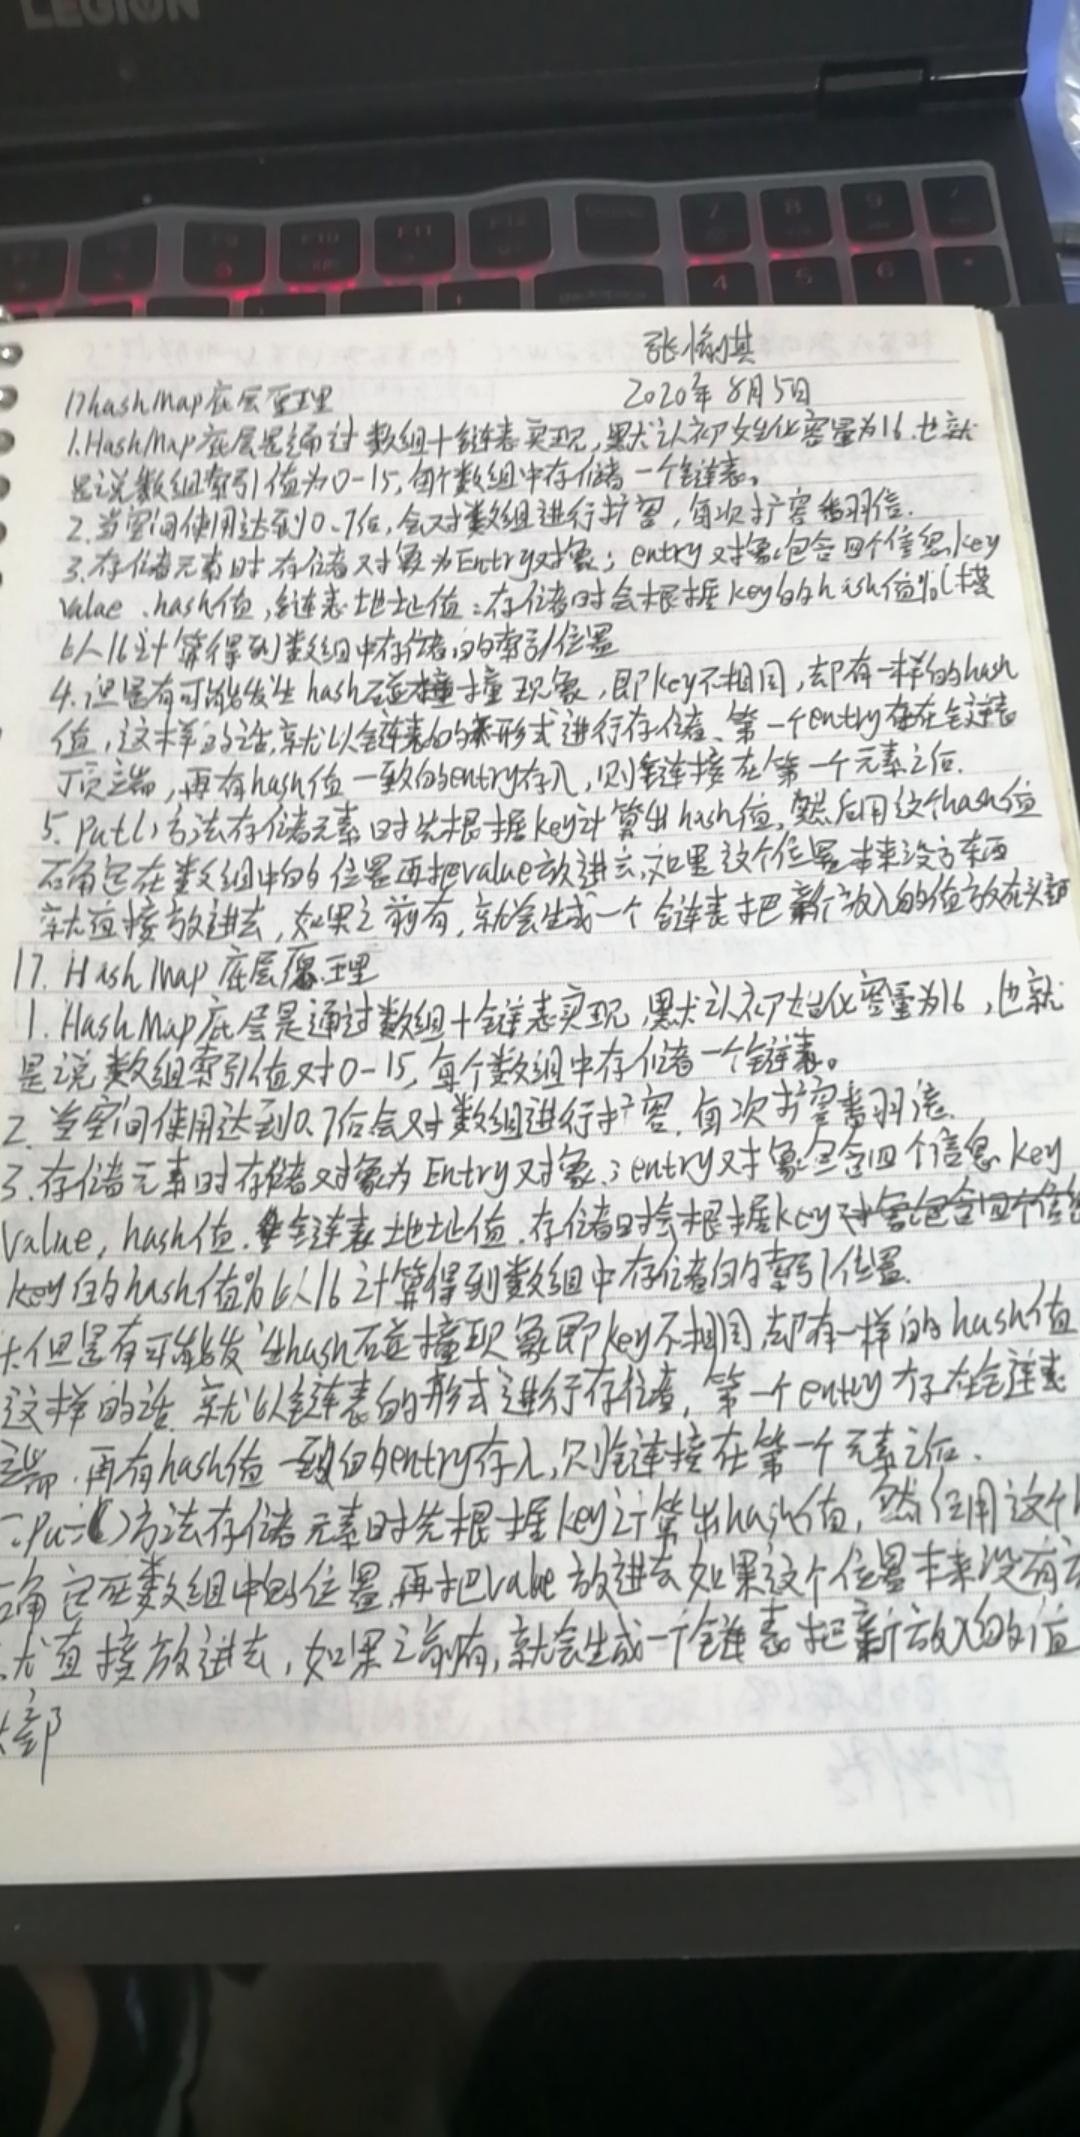 LEGION
F9
F10
F11
F12
7
8
9
4
5
6
张
2020年8月5日
17hashMap底层原理
1.HashMap底层是通过数组+链表实现,默认初始化容量为16.也就
是说数组索引值为0-15,每个数组中存储着一个链表。
2.当空间使用达到0.7后,会对数组进行扩容,每次扩容番羽倍.
3.存储元素时存储对象为Entry对象;entry对象包含四个信息key
value.hash值,链表地址值:存储时会根据key的hash值%(模
以16计算得到数组中存储的索引位置
4.但是有可能发生hash碰撞现象,即key不相同,却有一样的hash
值,这样的话,就以链表的形式进行存储、第一个entry存在链表
顶端,再有hash值一致的entry存入,则链连接在第一个元素之后.
5.Put()方法存储元素时先根据key计算出hash值,然后用这个hash值
石角定在数组中的位置再把value放进去,如果这个位置本来没方东西
就直接放进去,如果之前有,就会生成一个链表把新放入的值放在头部
17.HashMap底层原理
1.HashMap底层是通过数组+链表实现,默认初始化容量为16,也就
是说数组索引值对0-15,每个数组中存储着一个链表。
2.当空间使用达到0.7后会对数组进行扩容.每次扩容番羽倍.
3.存储元素时存储对象为Entry对象;entry对象包含四个信息key
value,hash值.链表地址值.存储时会根据key对象包含四个信息
key的hash值%以16计算得到数组中存储的索引位置.
但是有可能发生hash碰撞现象即key不相同,却有一样的hash值
这样的话.就以链表的形式进行存储,第一个entry存在链表
端.再有hash值一致的entry存入,则链连接在第一个元素之后.
()方法存储元素时先根据key计算出hash值,然后用这个
石角定在数组中的位置,再把value放进去如果这个位置本来没有
尤直接放进去,如果之前有,就会生成一个链表把新放入的值
部